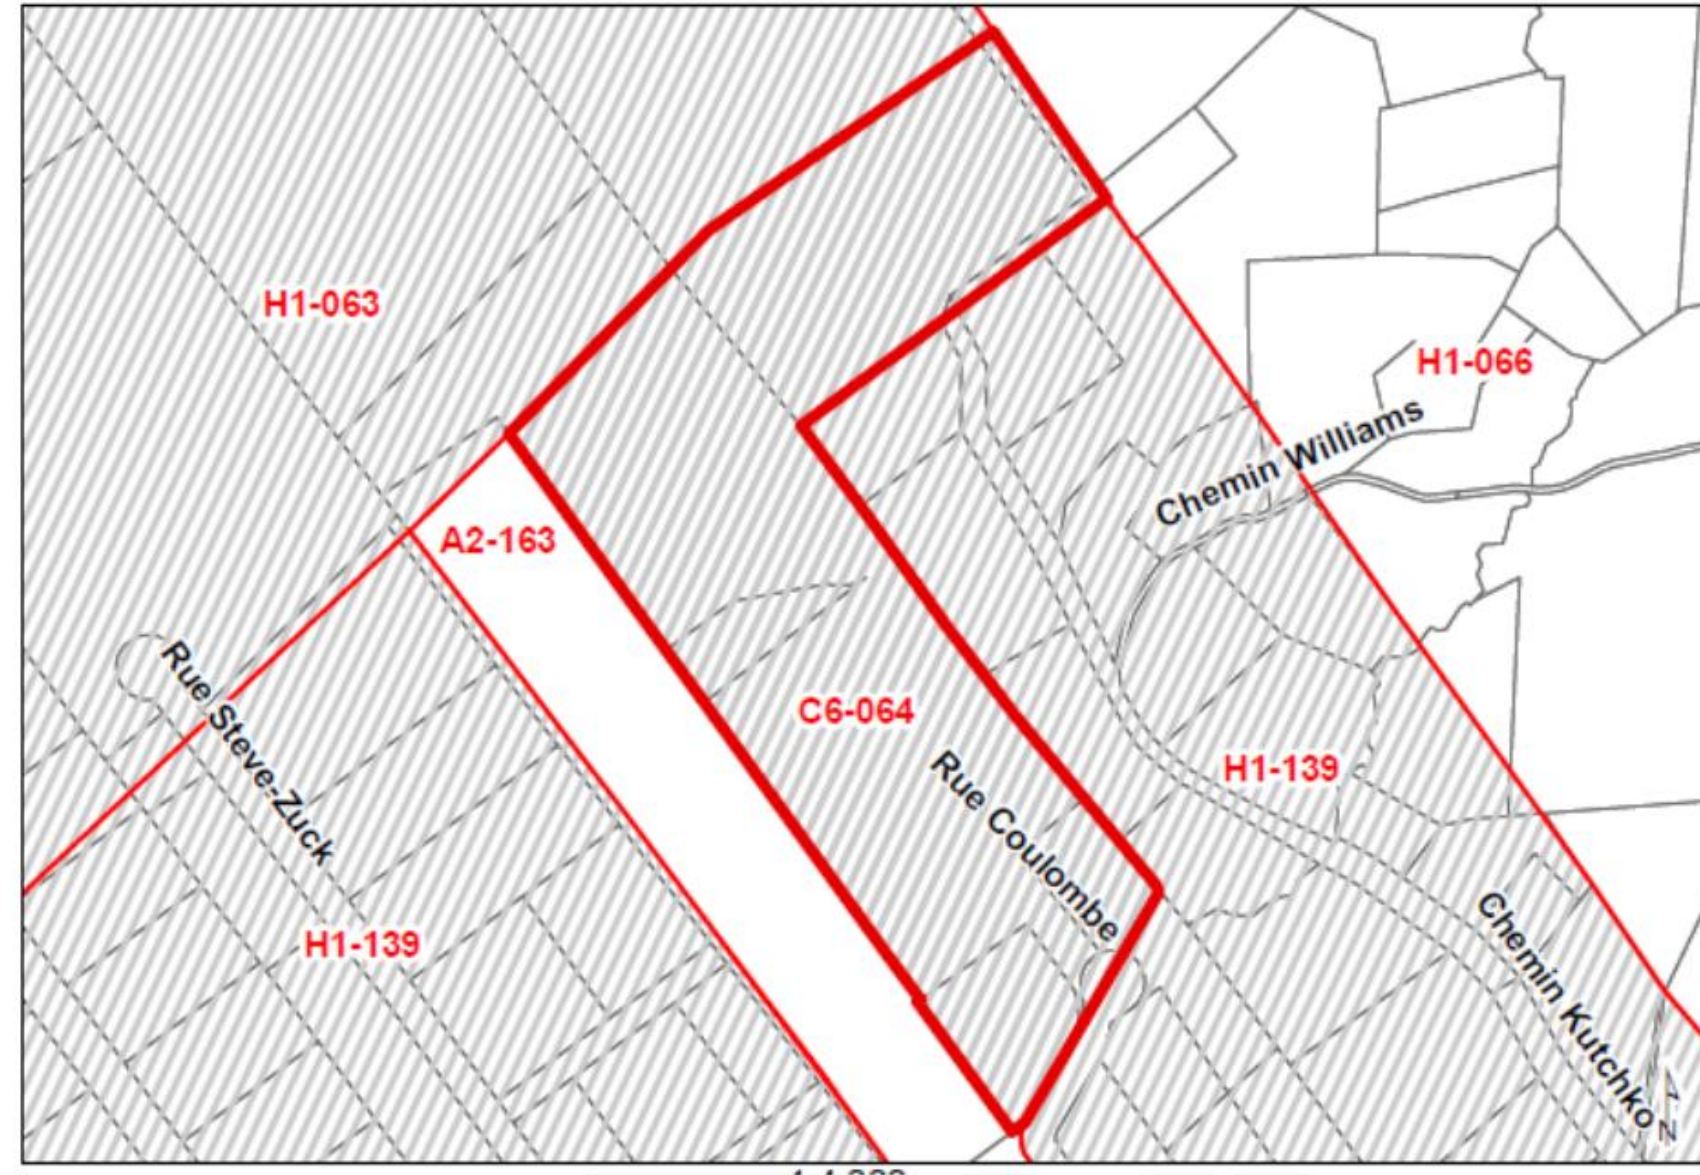 H1-063
H1-066
Chemin Williams
A2-163
Rue Steve-Zuck
C6-064
Rue Coulombe
H1-139
H1-139
Chemin Kutchko
N